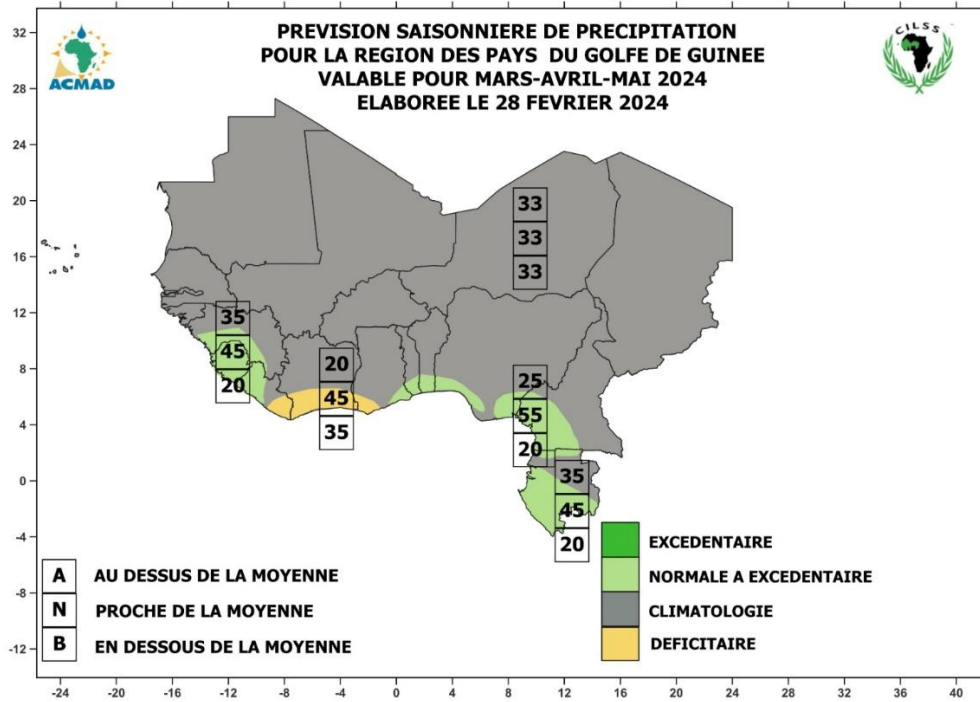 PREVISION SAISONNIERE DE PRECIPITATION
POUR LA REGION DES PAYS DU GOLFE DE GUINEE
VALABLE POUR MARS-AVRIL-MAI 2024
ELABOREE LE 28 FEVRIER 2024
ACMAD
CILSS
32
28
24
20
16
12
8
4
0
-4
-8
-12
33
33
33
35
45
20
20
45
35
25
55
20
35
45
20
A AU DESSUS DE LA MOYENNE
N PROCHE DE LA MOYENNE
B EN DESSOUS DE LA MOYENNE
EXCEDENTAIRE
NORMALE A EXCEDENTAIRE
CLIMATOLOGIE
DEFICITAIRE
-24 -20 -16 -12 -8 -4 0 4 8 12 16 20 24 28 32 36 40